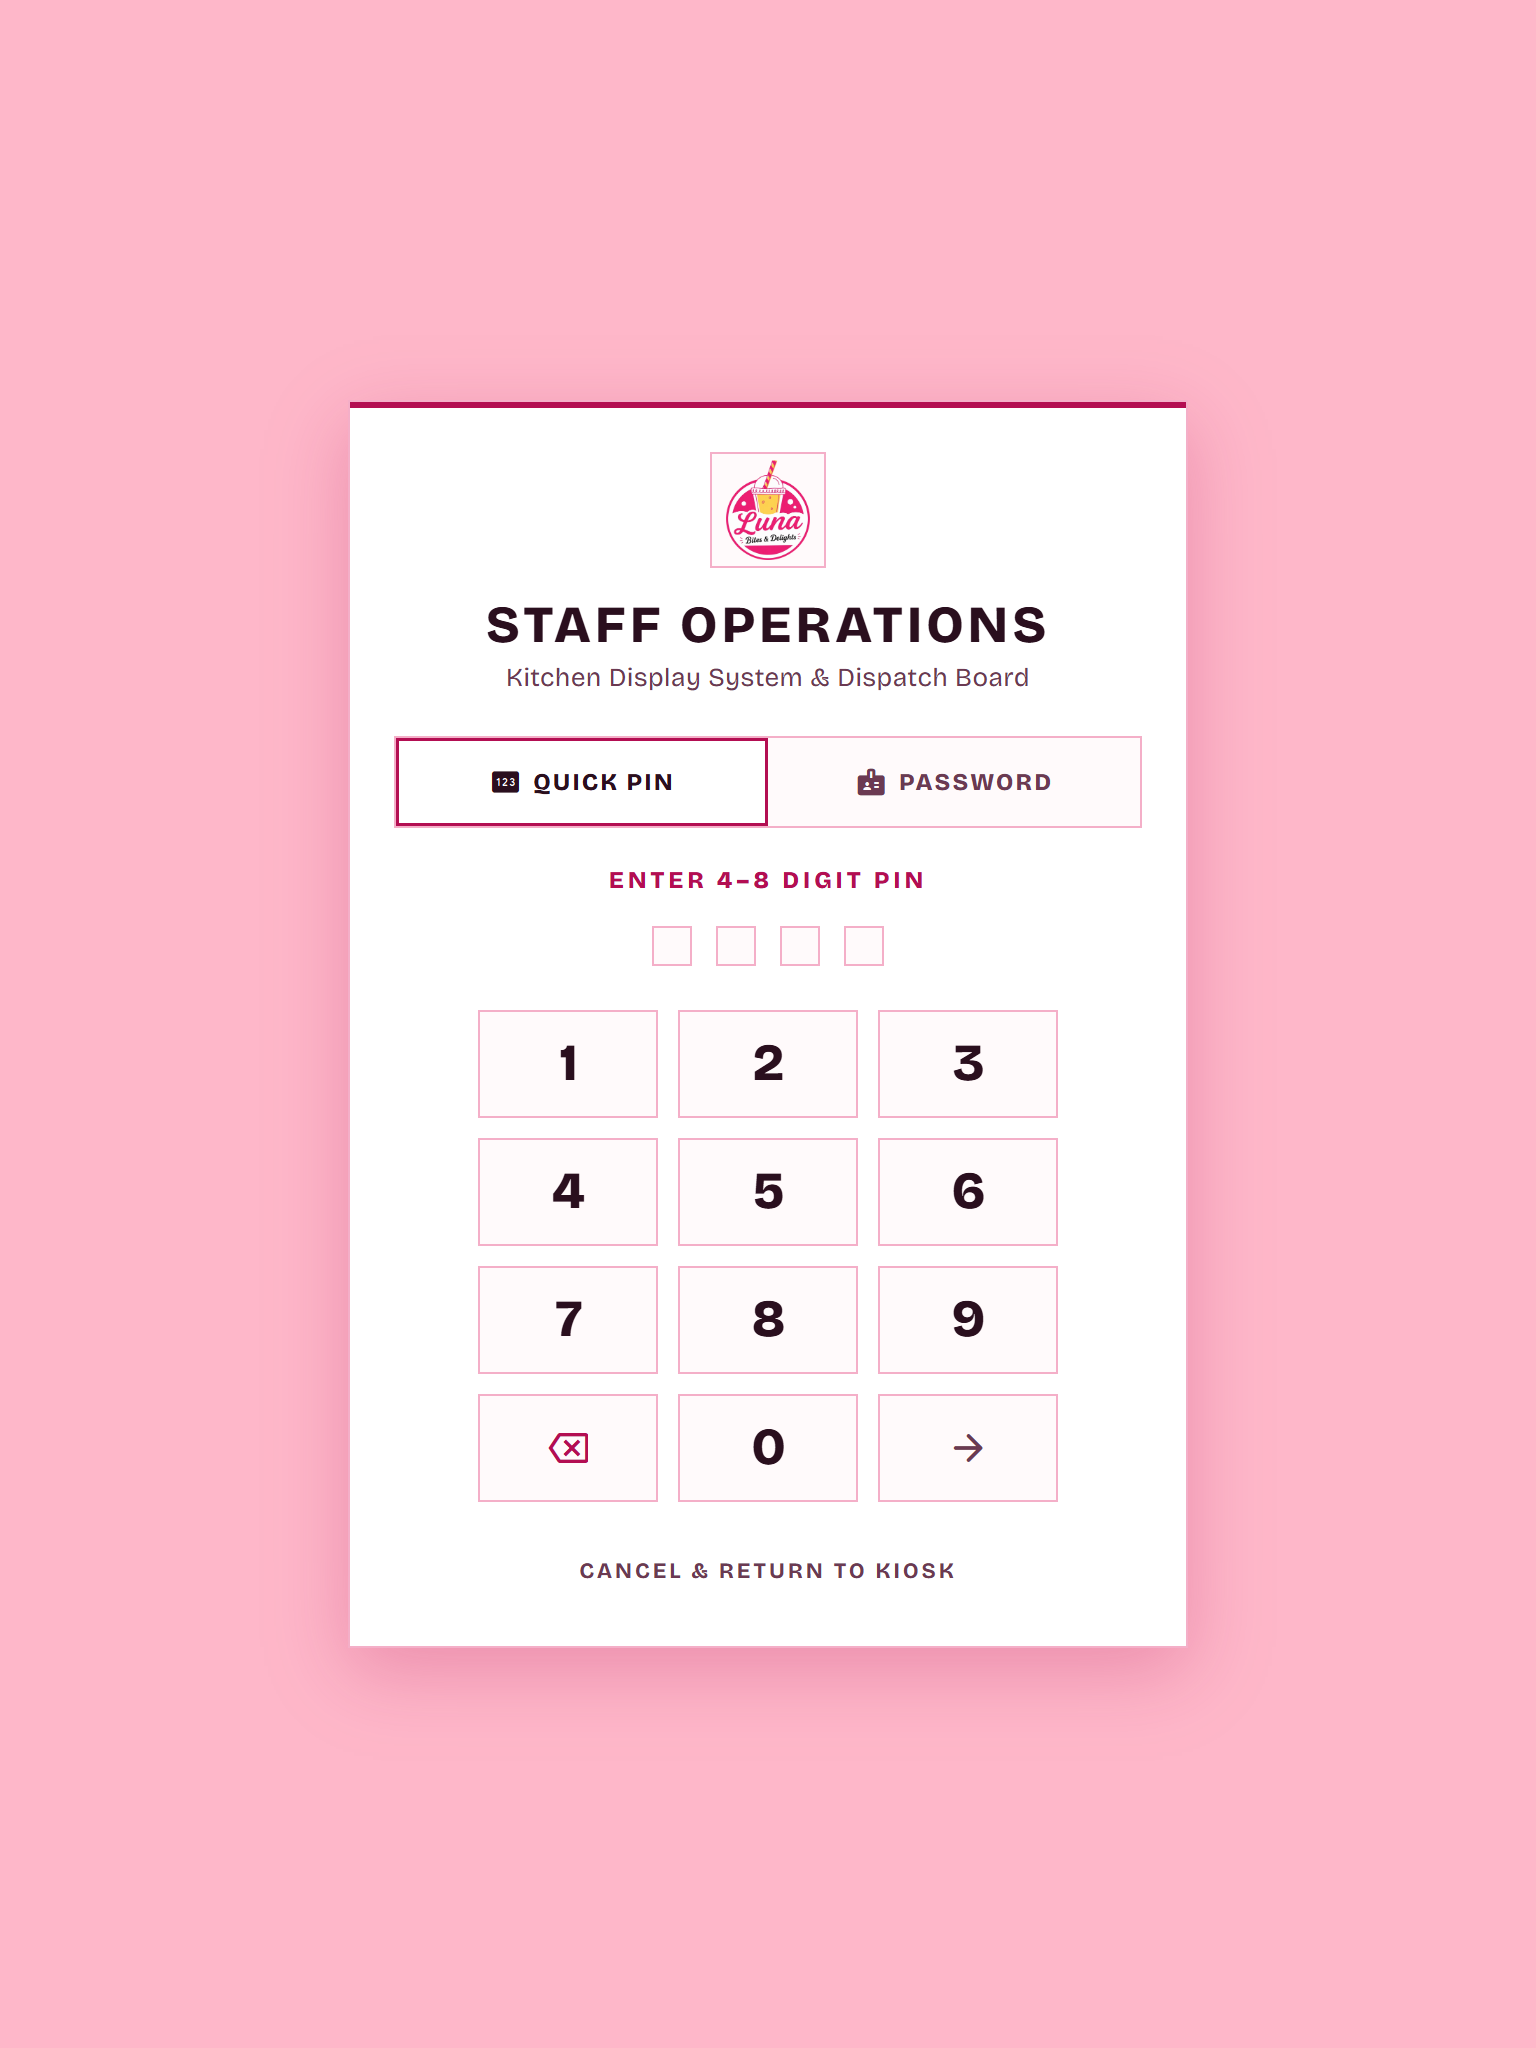 Luna
Bites & Delights
STAFF OPERATIONS
Kitchen Display System & Dispatch Board
123 QUICK PIN
PASSWORD
ENTER 4–8 DIGIT PIN
1 2 3
4 5 6
7 8 9
0
CANCEL & RETURN TO KIOSK